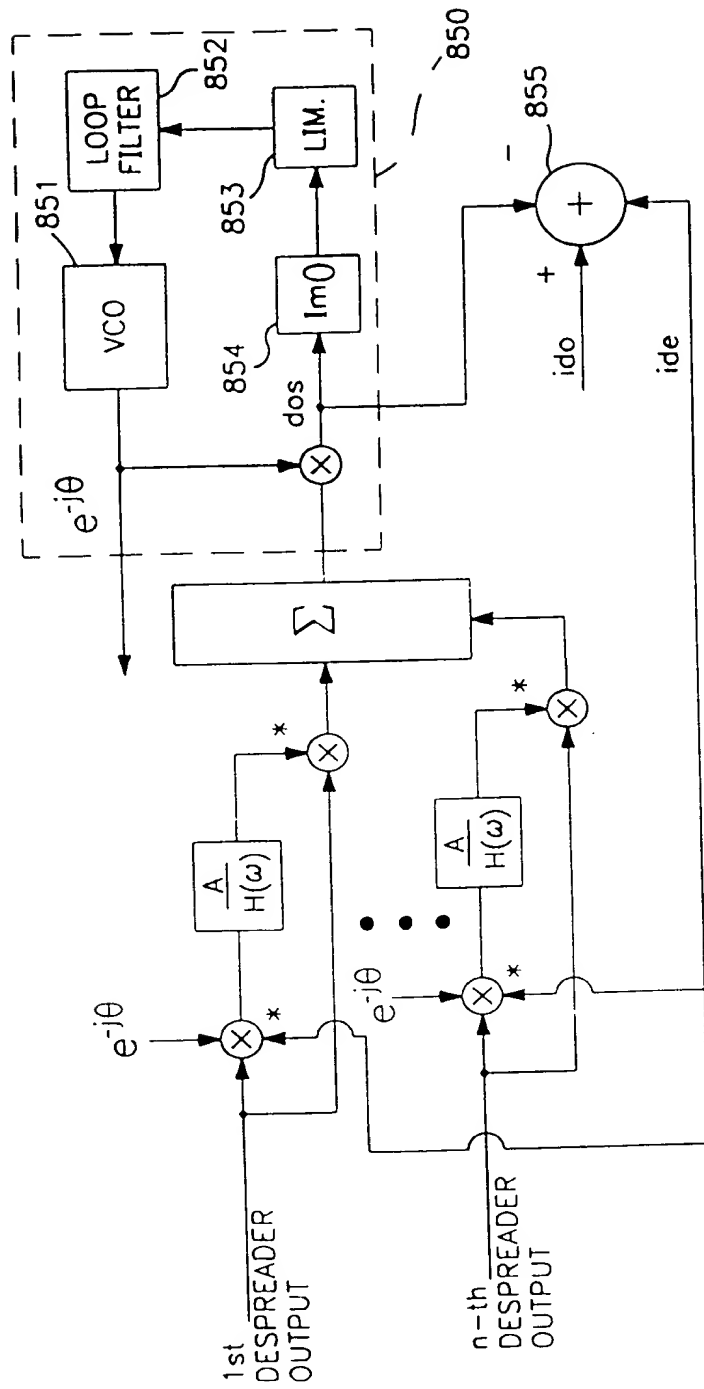 1st
DESPREADER
OUTPUT
n-th
DESPREADER
OUTPUT
e^-jθ
*
A
H(ω)
*
×
×
e^-jθ
*
A
H(ω)
*
×
×
Σ
e^-jθ
×
dos
VCO
851
LOOP
FILTER
852
LIM.
853
Im()
854
850
855
+
-
+
ido
ide